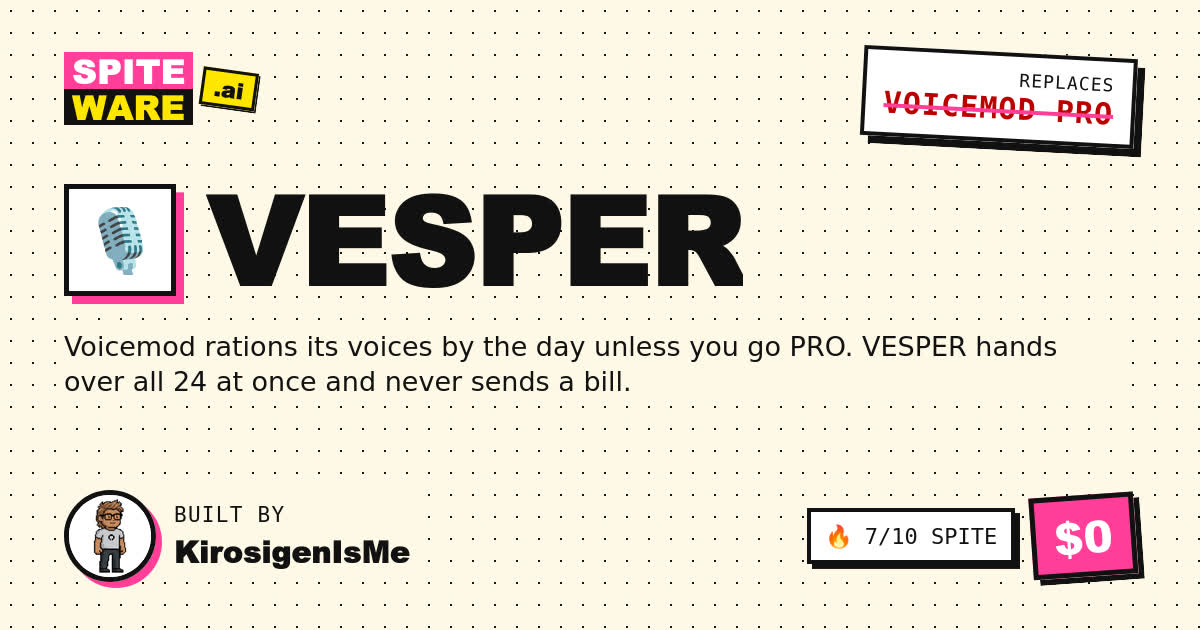 SPITE
WARE
.ai
REPLACES
VOICEMOD PRO
VESPER
Voicemod rations its voices by the day unless you go PRO. VESPER hands
over all 24 at once and never sends a bill.
BUILT BY
KirosigenIsMe
🔥 7/10 SPITE
$0